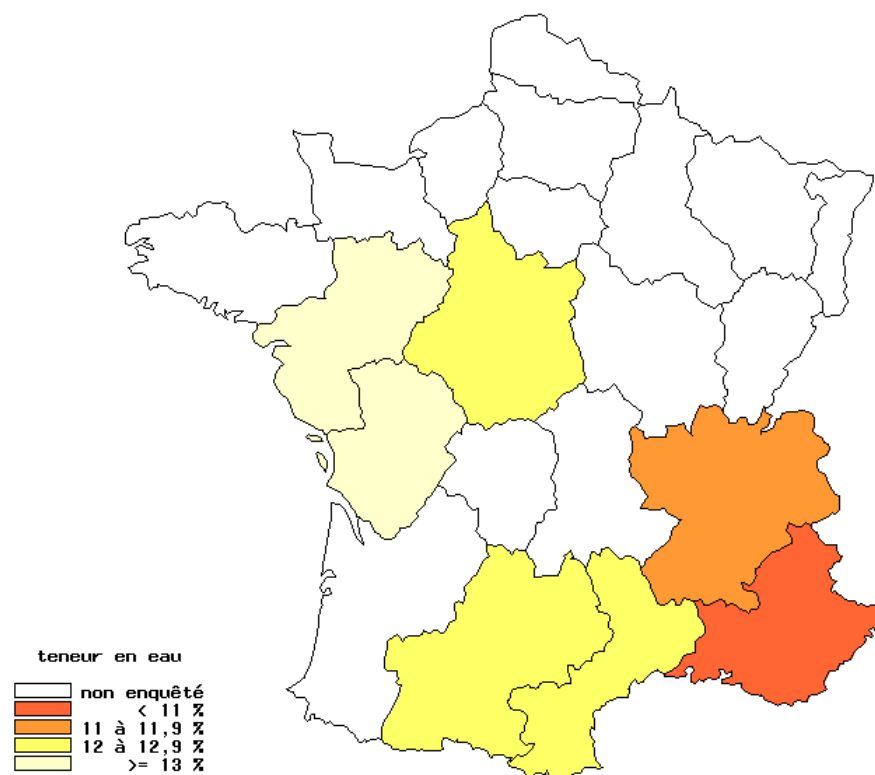 teneur en eau
non enquêté
< 11 %
11 à 11,9 %
12 à 12,9 %
>= 13 %